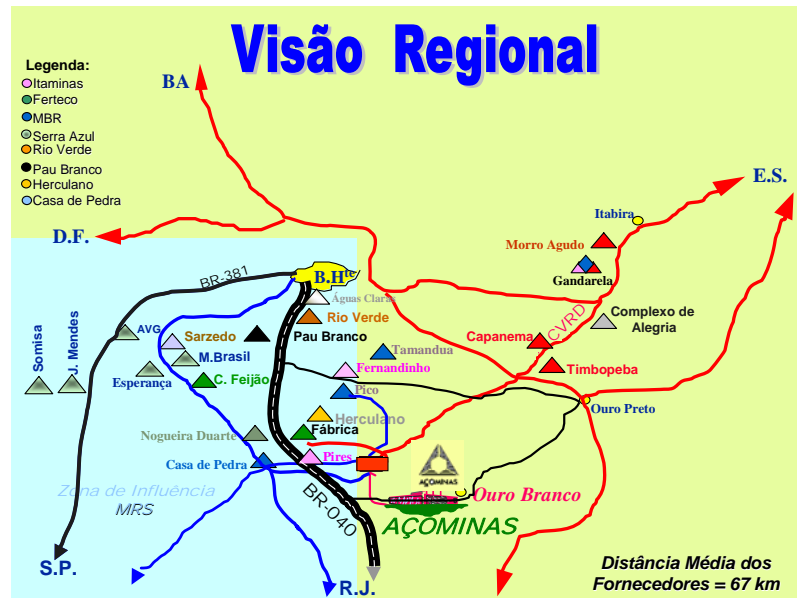 Visão Regional
Legenda:
Itaminas
Ferteco
MBR
Serra Azul
Rio Verde
Pau Branco
Herculano
Casa de Pedra
BA
E.S.
Itabira
D.F.
Morro Agudo
BR-381
B.Hte
Gandarela
Águas Claras
Rio Verde
Complexo de
Alegria
AVG
Sarzedo
Pau Branco
Capanema
CVRD
Somisa
J. Mendes
M.Brasil
Tamandua
Esperança
C. Feijão
Fernandinho
Timbopeba
Pico
Ouro Preto
Herculano
Nogueira Duarte
Fábrica
Casa de Pedra
Pires
AÇOMINAS
Zona de Influência
MRS
BR-040
Ouro Branco
AÇOMINAS
S.P.
R.J.
Distância Média dos
Fornecedores = 67 km